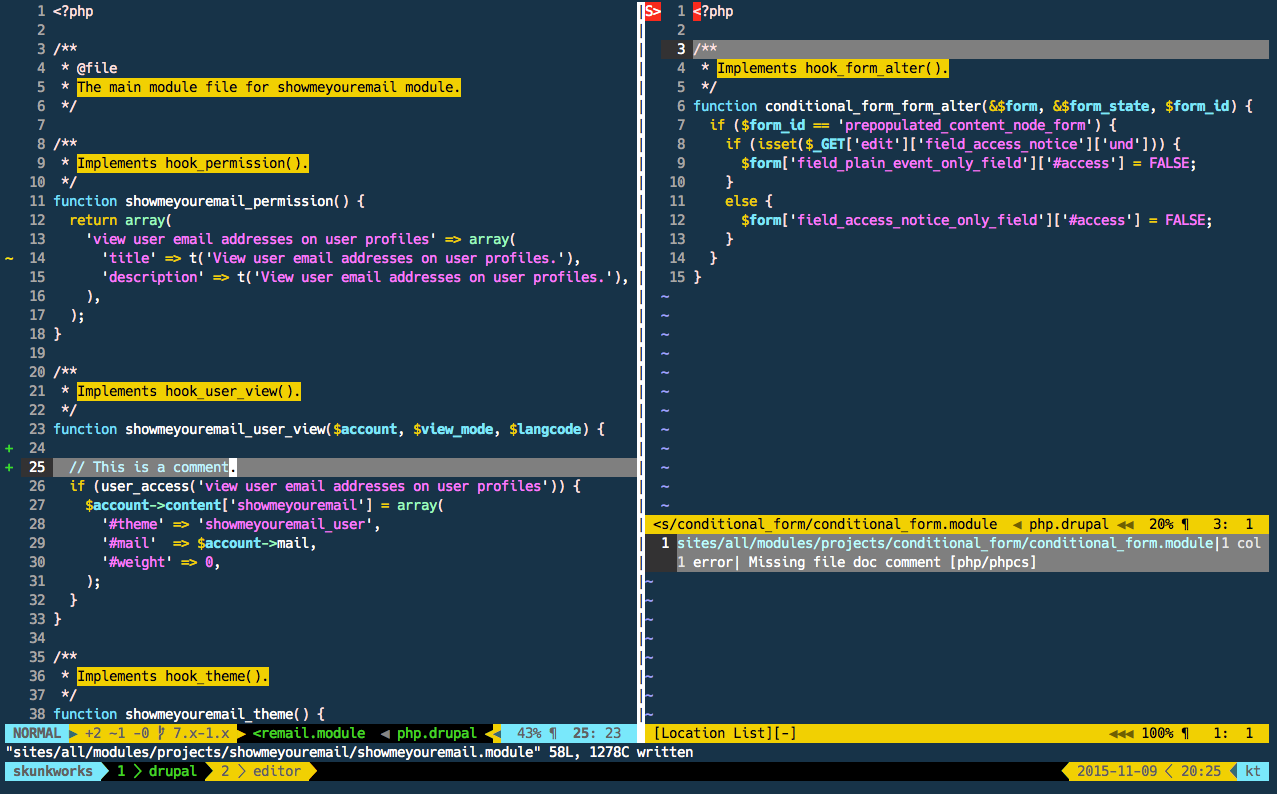 1 <?php
2
3 /**
4  * @file
5  * The main module file for showmeyouremail module.
6  */
7
8 /**
9  * Implements hook_permission().
10  */
11 function showmeyouremail_permission() {
12   return array(
13     'view user email addresses on user profiles' => array(
~ 14       'title' => t('View user email addresses on user profiles.'),
15       'description' => t('View user email addresses on user profiles.'),
16     ),
17   );
18 }
19
20 /**
21  * Implements hook_user_view().
22  */
23 function showmeyouremail_user_view($account, $view_mode, $langcode) {
+ 24
+ 25   // This is a comment.
26   if (user_access('view user email addresses on user profiles')) {
27     $account->content['showmeyouremail'] = array(
28       '#theme' => 'showmeyouremail_user',
29       '#mail'  => $account->mail,
30       '#weight' => 0,
31     );
32   }
33 }
34
35 /**
36  * Implements hook_theme().
37  */
38 function showmeyouremail_theme() {
NORMAL ▶ +2 ~1 -0 7.x-1.x <remail.module ◀ php.drupal ◀ 43% ¶ 25: 23
S> 1 <?php
2
3 /**
4  * Implements hook_form_alter().
5  */
6 function conditional_form_form_alter(&$form, &$form_state, $form_id) {
7   if ($form_id == 'prepopulated_content_node_form') {
8     if (isset($_GET['edit']['field_access_notice']['und'])) {
9       $form['field_plain_event_only_field']['#access'] = FALSE;
10     }
11     else {
12       $form['field_access_notice_only_field']['#access'] = FALSE;
13     }
14   }
15 }
~
~
~
~
~
~
~
~
~
~
~
~
<s/conditional_form/conditional_form.module ◀ php.drupal ◀◀ 20% ¶ 3: 1
1 sites/all/modules/projects/conditional_form/conditional_form.module|1 col
1 error| Missing file doc comment [php/phpcs]
~
~
~
~
~
~
~
~
[Location List][-] ◀◀◀ 100% ¶ 1: 1
"sites/all/modules/projects/showmeyouremail/showmeyouremail.module" 58L, 1278C written
skunkworks 1 > drupal 2 > editor 2015-11-09 < 20:25 kt